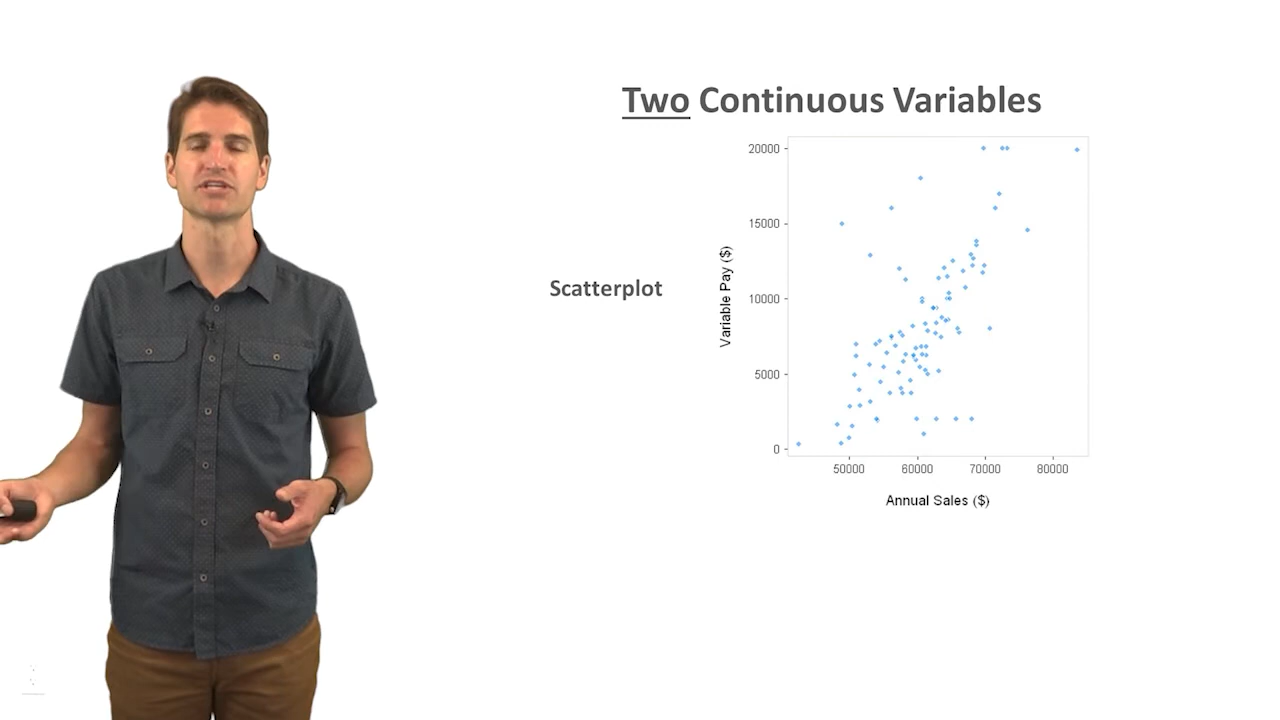 Two Continuous Variables
Scatterplot
Variable Pay ($)
20000
15000
10000
5000
0
50000 60000 70000 80000
Annual Sales ($)